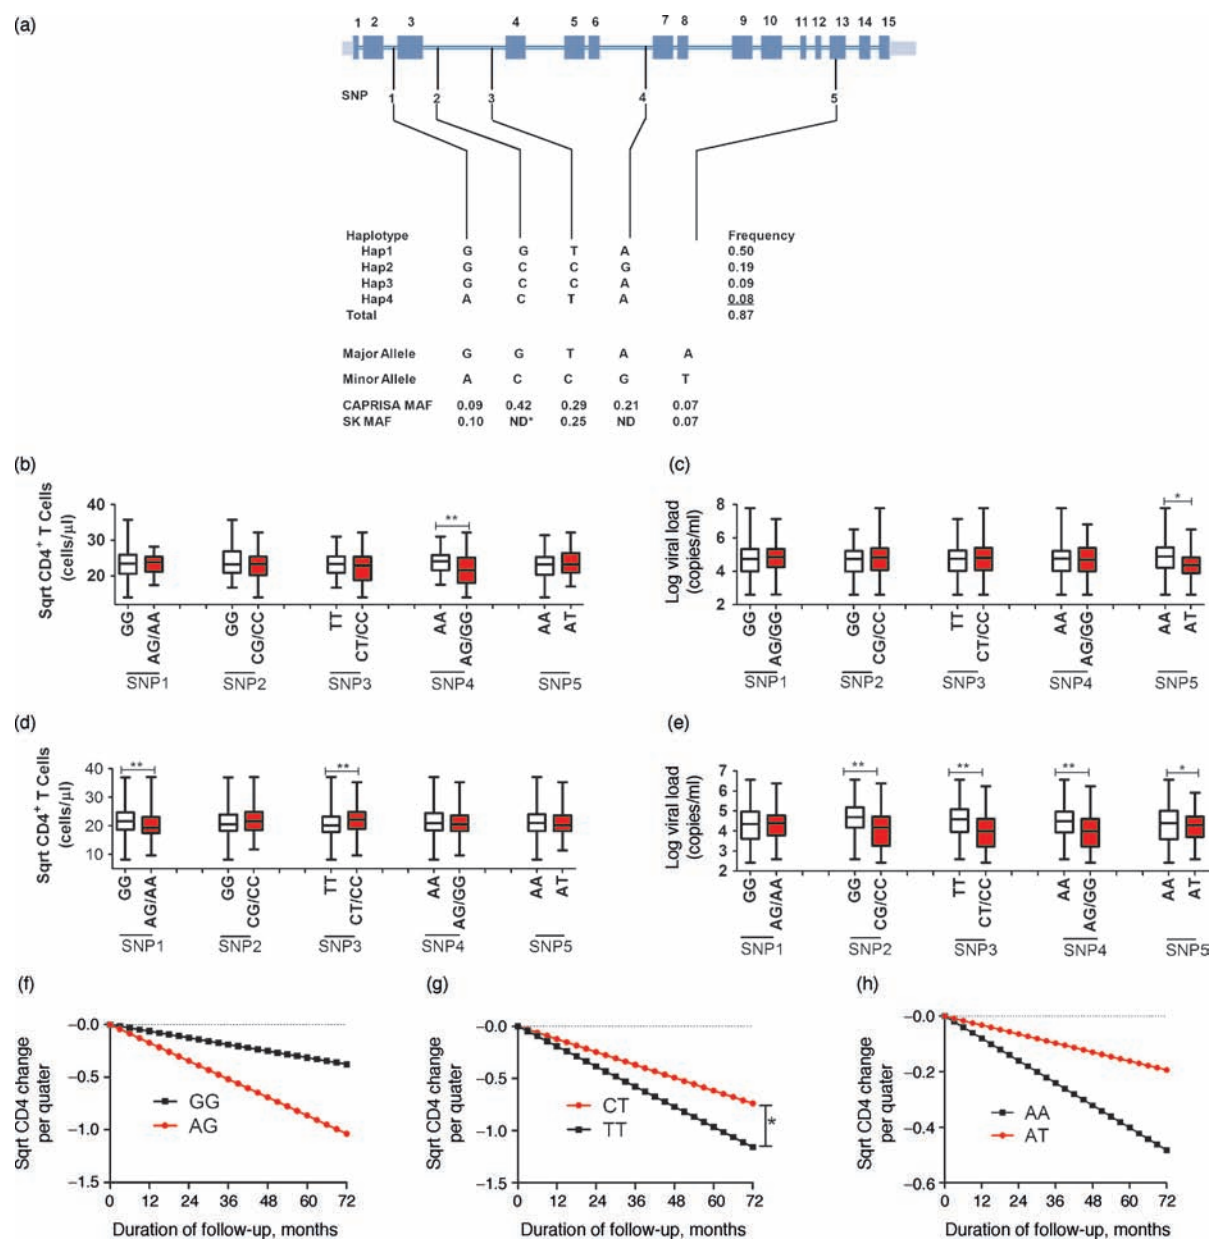 (a)
1 2 3 4 5 6 7 8 9 10 11 12 13 14 15
SNP 1 2 3 4 5
Haplotype Frequency
Hap1 G G T A 0.50
Hap2 G C C G 0.19
Hap3 G C C A 0.09
Hap4 A C T A 0.08
Total 0.87
Major Allele G G T A A
Minor Allele A C C G T
CAPRISA MAF 0.09 0.42 0.29 0.21 0.07
SK MAF 0.10 ND* 0.25 ND 0.07
(b)
Sqrt CD4+ T Cells
(cells/µl)
40
30
20
**
GG AG/AA GG CG/CC TT CT/CC AA AG/GG AA AT
SNP1 SNP2 SNP3 SNP4 SNP5
(c)
Log viral load
(copies/ml)
8
6
4
2
*
GG AG/GG GG CG/CC TT CT/CC AA AG/GG AA AT
SNP1 SNP2 SNP3 SNP4 SNP5
(d)
Sqrt CD4+ T Cells
(cells/µl)
40
30
20
10
** **
GG AG/AA GG CG/CC TT CT/CC AA AG/GG AA AT
SNP1 SNP2 SNP3 SNP4 SNP5
(e)
Log viral load
(copies/ml)
7
6
5
4
3
2
** ** ** *
GG AG/AA GG CG/CC TT CT/CC AA AG/GG AA AT
SNP1 SNP2 SNP3 SNP4 SNP5
(f)
Sqrt CD4 change
per quater
−0.0
−0.5
−1.0
−1.5
GG
AG
0 12 24 36 48 60 72
Duration of follow-up, months
(g)
Sqrt CD4 change
per quater
−0.0
−0.5
−1.0
−1.5
CT
TT
*
0 12 24 36 48 60 72
Duration of follow-up, months
(h)
Sqrt CD4 change
per quater
−0.0
−0.2
−0.4
−0.6
AA
AT
0 12 24 36 48 60 72
Duration of follow-up, months